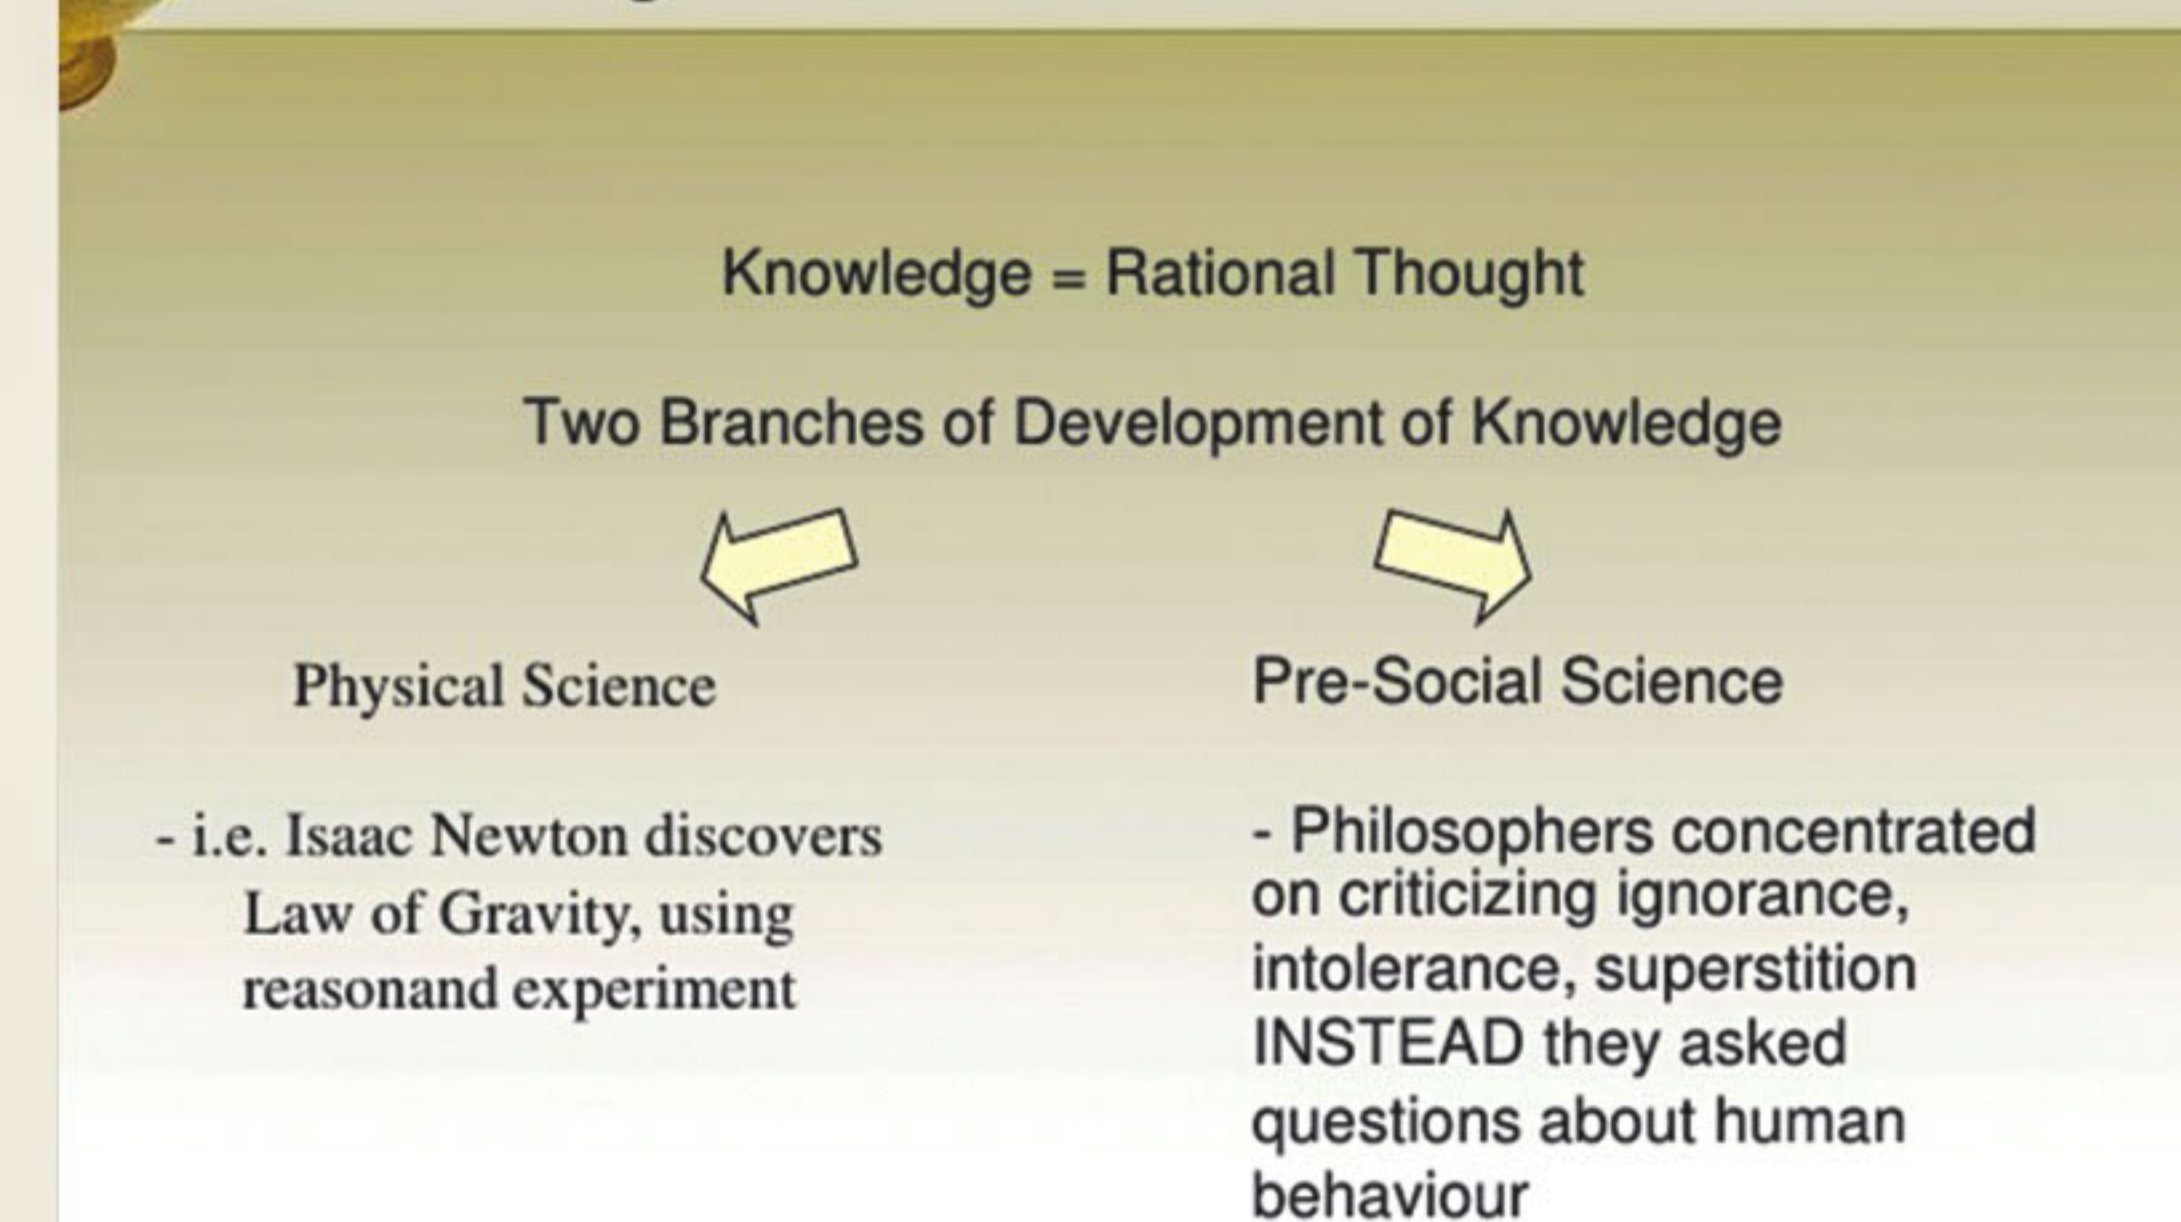 Knowledge = Rational Thought
Two Branches of Development of Knowledge
Physical Science
- i.e. Isaac Newton discovers
Law of Gravity, using
reasonand experiment
Pre-Social Science
- Philosophers concentrated
on criticizing ignorance,
intolerance, superstition
INSTEAD they asked
questions about human
behaviour